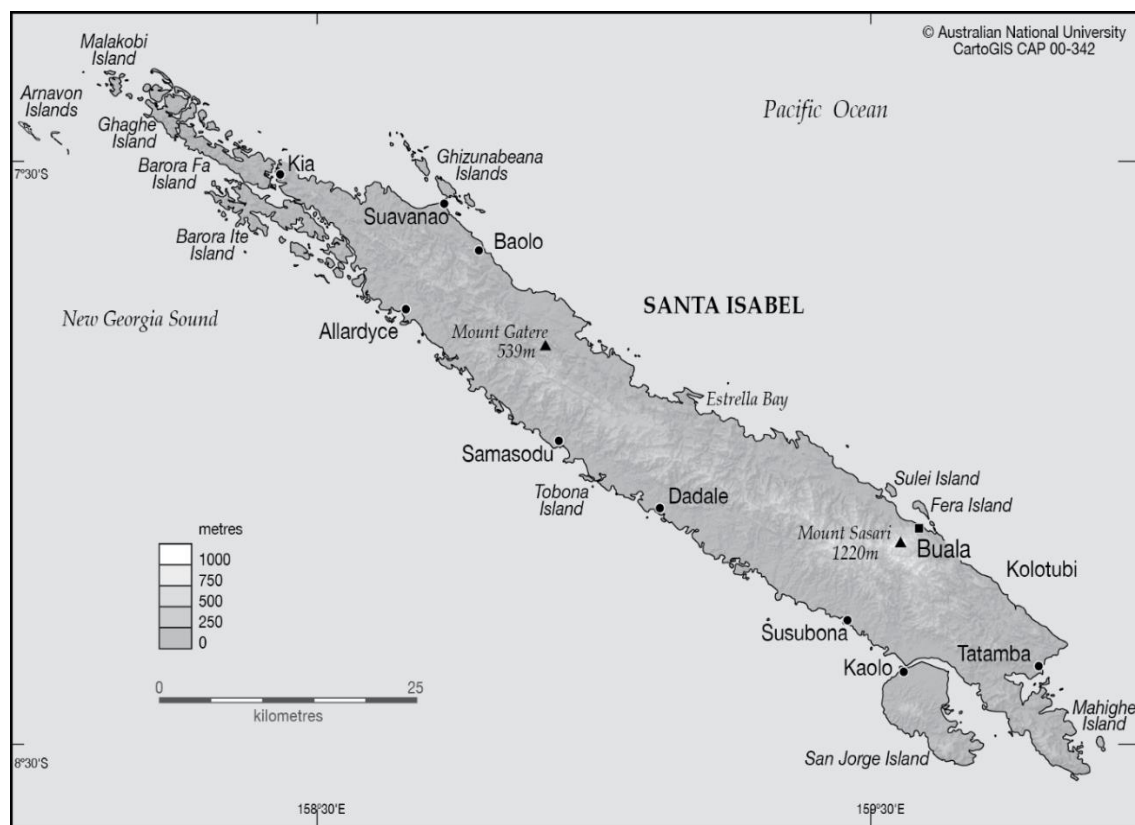 © Australian National University
CartoGIS CAP 00-342
Malakobi
Island
Arnavon
Islands
Pacific Ocean
Ghaghe
Island
Ghizunabeana
Islands
7°30'S
Barora Fa
Island
Kia
Suavanao
Barora Ite
Island
Baolo
SANTA ISABEL
New Georgia Sound
Allardyce
Mount Gatere
539m
Estrella Bay
Samasodu
Sulei Island
Tobona
Island
Dadale
Fera Island
metres
1000
750
500
250
0
Mount Sasari
1220m
Buala
Kolotubi
Susubona
Tatamba
Kaolo
0
25
kilometres
Mahighe
Island
San Jorge Island
8°30'S
158°30'E
159°30'E